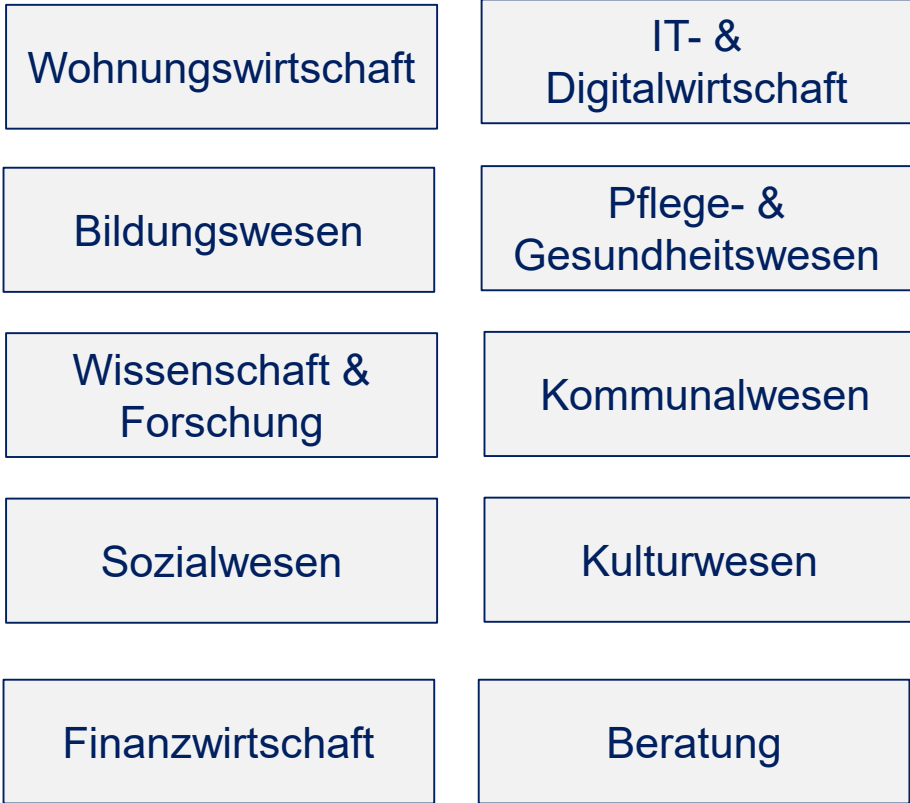 Wohnungswirtschaft
IT- &
Digitalwirtschaft
Bildungswesen
Pflege- &
Gesundheitswesen
Wissenschaft &
Forschung
Kommunalwesen
Sozialwesen
Kulturwesen
Finanzwirtschaft
Beratung